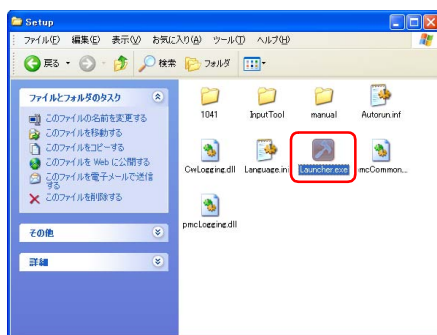 Setup
ファイル(F) 編集(E) 表示(V) お気に入り(A) ツール(T) ヘルプ(H)
戻る 検索 フォルダ
ファイルとフォルダのタスク
このファイルの名前を変更する
このファイルを移動する
このファイルをコピーする
このファイルを Web に公開する
このファイルを電子メールで送信
する
このファイルを削除する
その他
詳細
1041 InputTool manual Autorun.inf
CwLogging.dll Language.ini Launcher.exe pmcCommon...
pmcLogging.dll